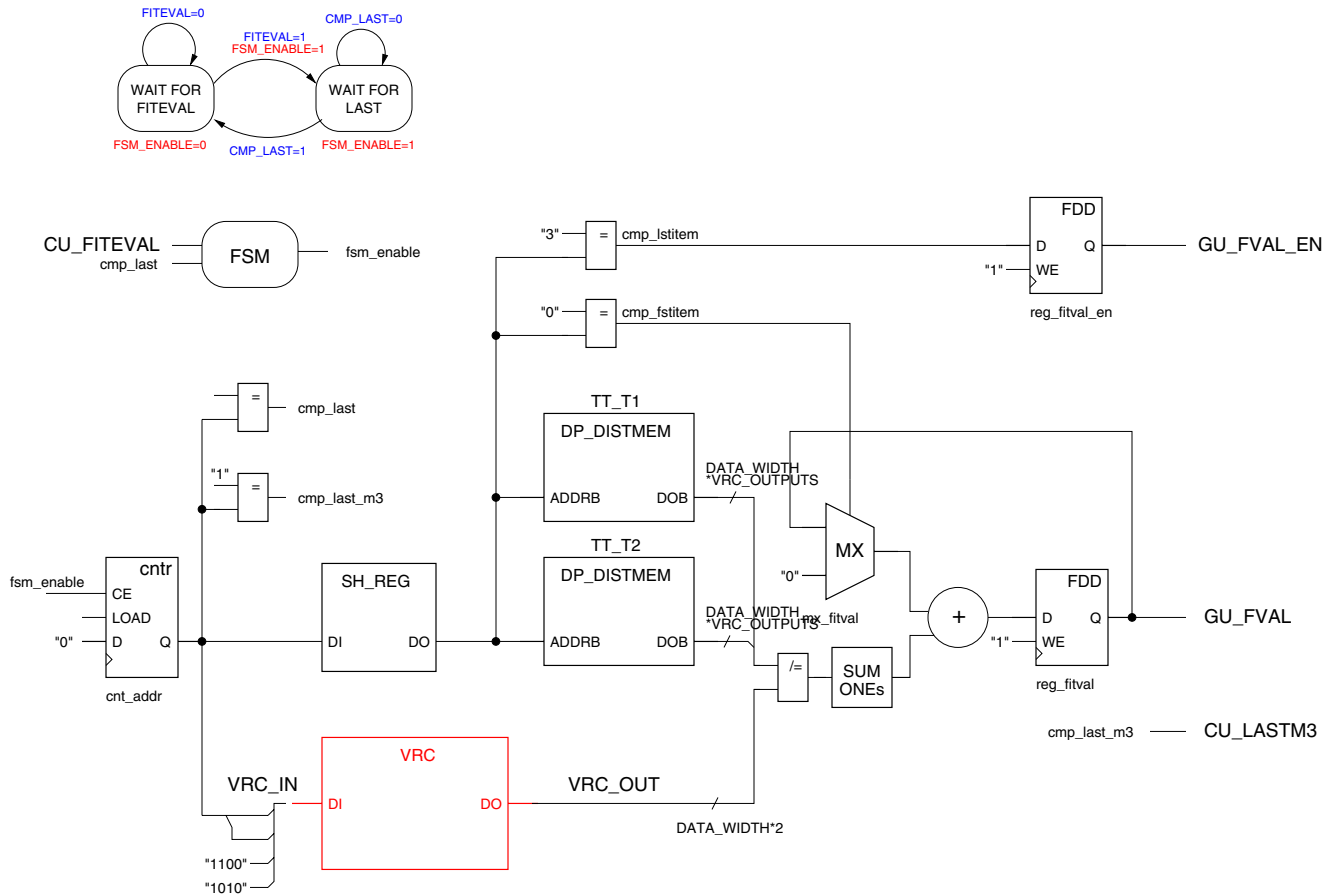 FITEVAL=0
CMP_LAST=0
FITEVAL=1
FSM_ENABLE=1
WAIT FOR
FITEVAL
WAIT FOR
LAST
FSM_ENABLE=0
CMP_LAST=1
FSM_ENABLE=1
CU_FITEVAL
cmp_last
FSM
fsm_enable
"3"
=
cmp_lstitem
FDD
D
Q
"1"
WE
reg_fitval_en
GU_FVAL_EN
"0"
=
cmp_fstitem
=
cmp_last
"1"
=
cmp_last_m3
TT_T1
DP_DISTMEM
ADDRB
DOB
DATA_WIDTH
*VRC_OUTPUTS
MX
"0"
mx_fitval
TT_T2
DP_DISTMEM
ADDRB
DOB
DATA_WIDTH
*VRC_OUTPUTS
fsm_enable
cntr
CE
LOAD
"0"
D
Q
cnt_addr
SH_REG
DI
DO
/=
SUM
ONEs
+
FDD
D
Q
"1"
WE
reg_fitval
GU_FVAL
cmp_last_m3
CU_LASTM3
VRC_IN
VRC
DI
DO
VRC_OUT
DATA_WIDTH*2
"1100"
"1010"